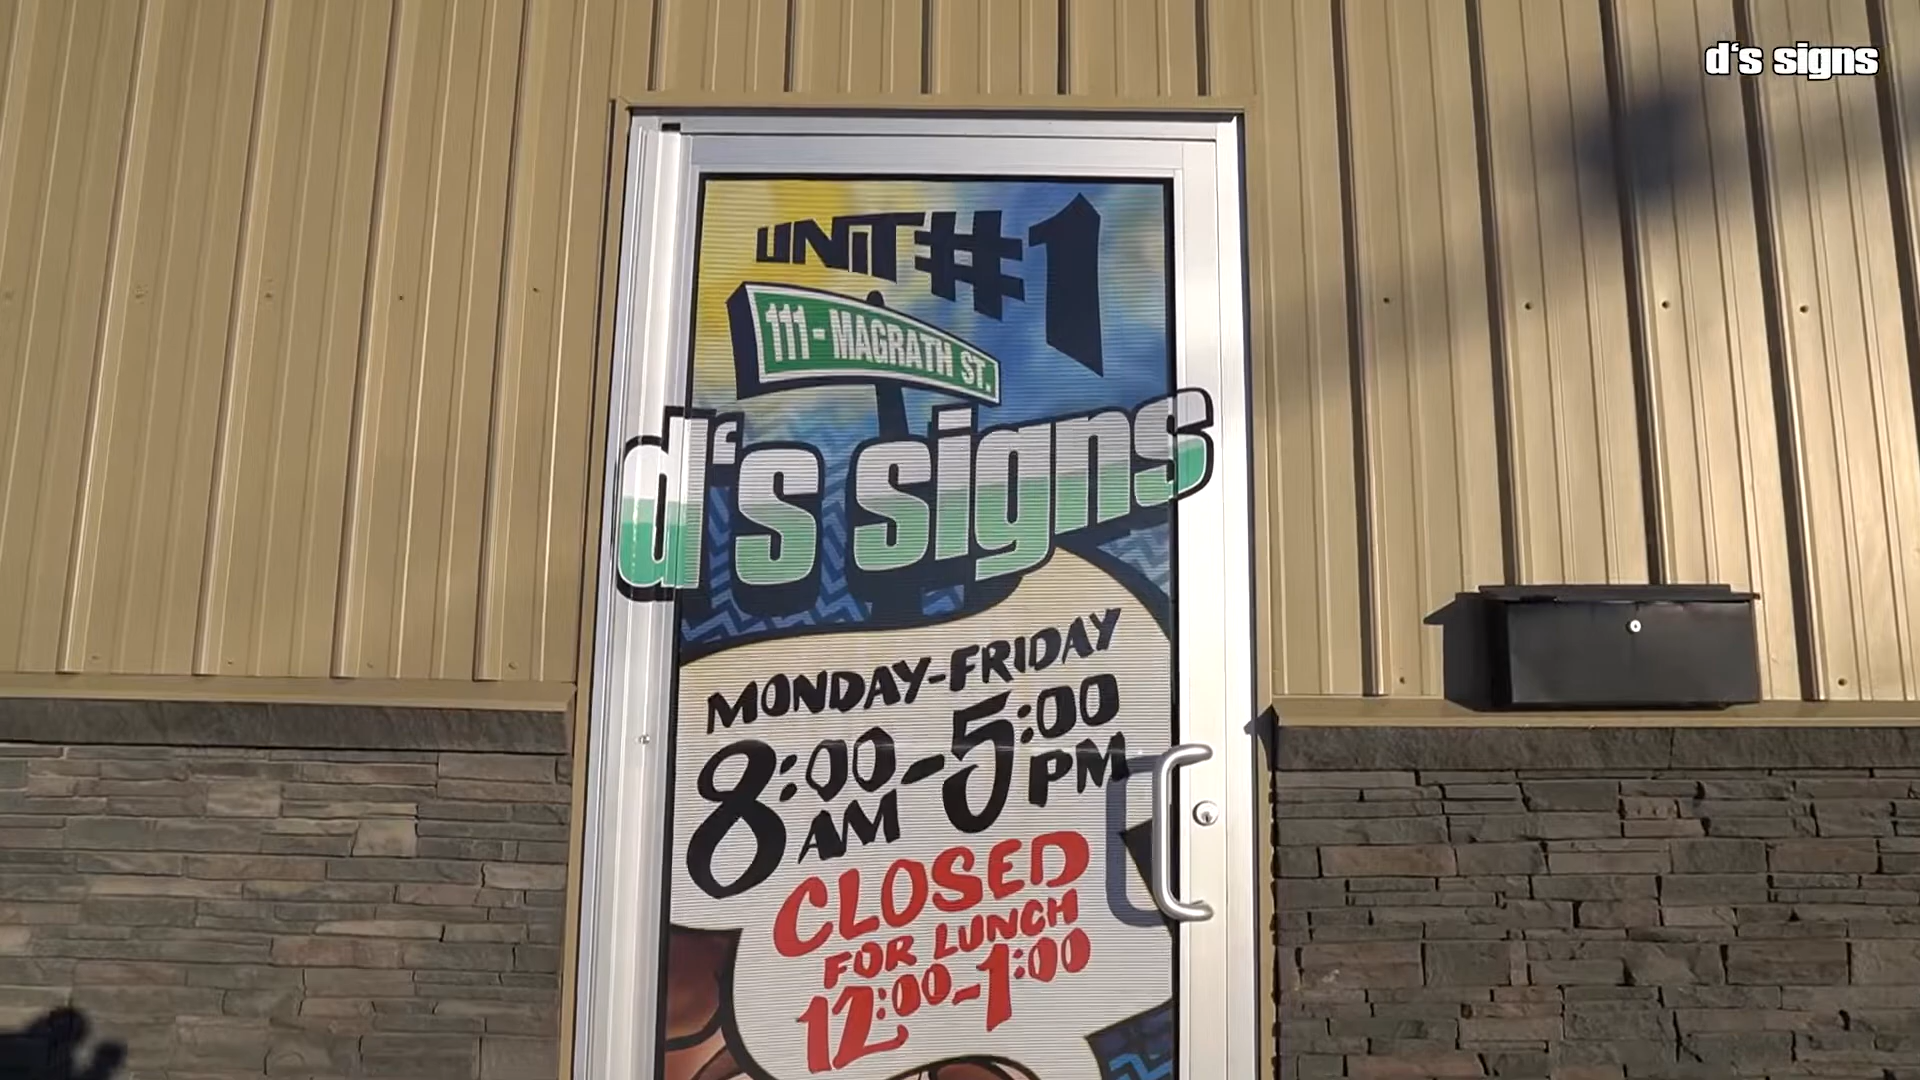 d's signs
UNIT #1
111-MAGRATH ST.
d's signs
MONDAY-FRIDAY
8:00 AM-5:00 PM
CLOSED
FOR LUNCH
12:00-1:00